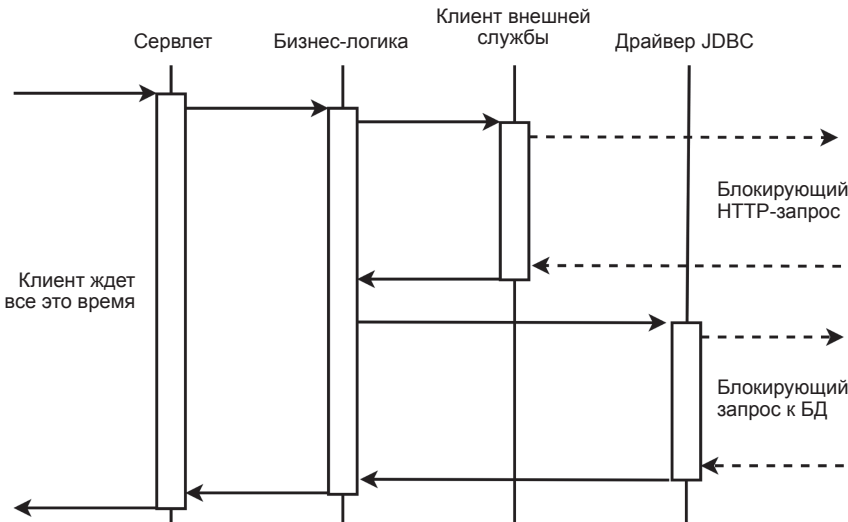 Сервлет
Бизнес-логика
Клиент внешней
службы
Драйвер JDBC
Блокирующий
HTTP-запрос
Клиент ждет
все это время
Блокирующий
запрос к БД